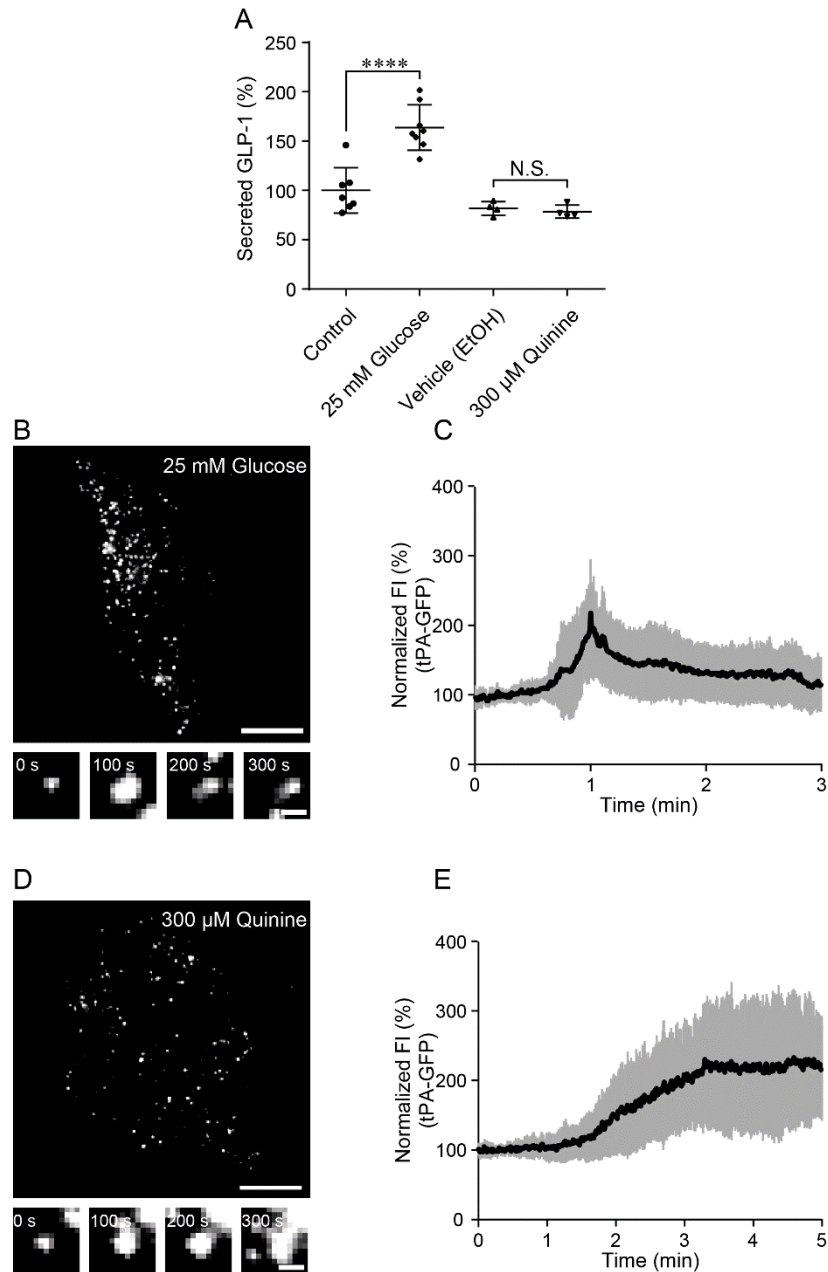 A
****
N.S.
Secreted GLP-1 (%)
250
200
150
100
50
0
Control
25 mM Glucose
Vehicle (EtOH)
300 µM Quinine
B
25 mM Glucose
0 s
100 s
200 s
300 s
C
Normalized FI (%)
(tPA-GFP)
400
300
200
100
0
0
1
2
3
Time (min)
D
300 µM Quinine
0 s
100 s
200 s
300 s
E
Normalized FI (%)
(tPA-GFP)
400
300
200
100
0
0
1
2
3
4
5
Time (min)